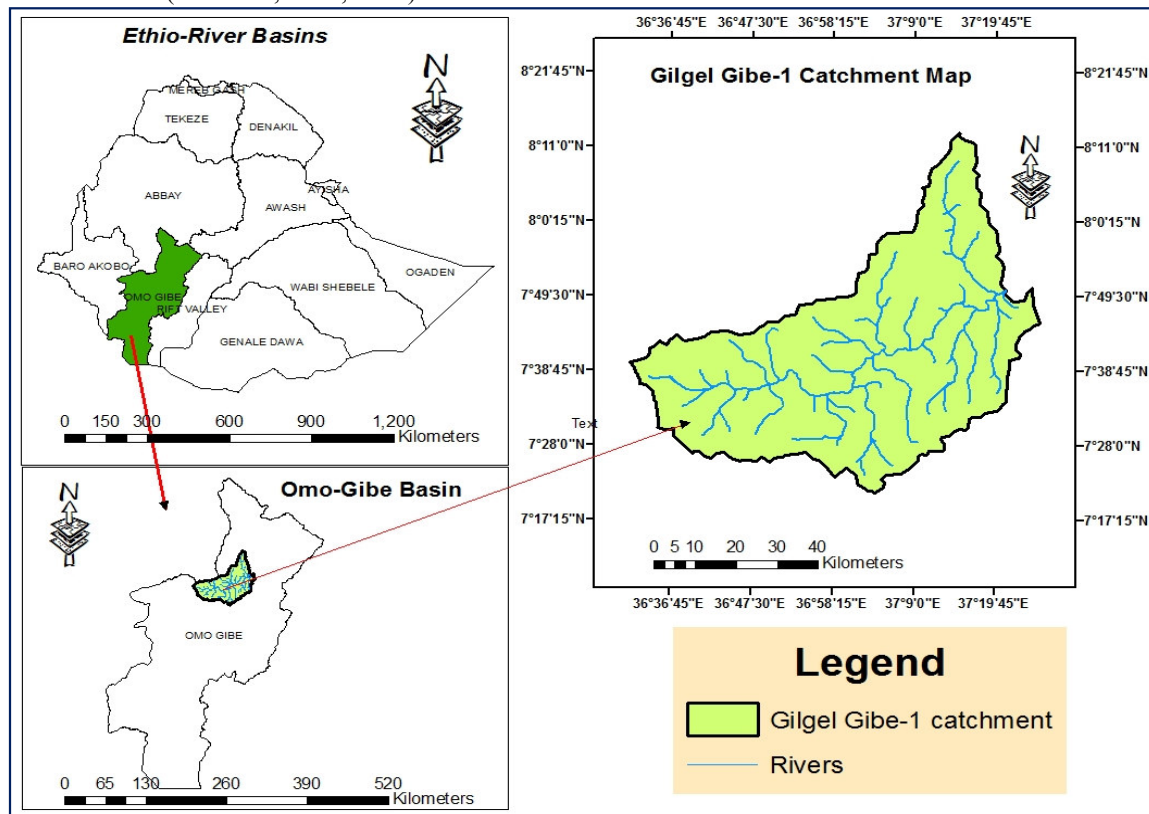 Ethio-River Basins
N
MEREB GASH
TEKEZE
DENAKIL
ABBAY
AYISHA
AWASH
BARO AKOBO
OGADEN
WABI SHEBELE
OMO GIBE
RIFT VALLEY
GENALE DAWA
0 150 300 600 900 1,200
Kilometers
Omo-Gibe Basin
N
OMO GIBE
0 65 130 260 390 520
Kilometers
Text
36°36'45"E 36°47'30"E 36°58'15"E 37°9'0"E 37°19'45"E
Gilgel Gibe-1 Catchment Map
N
8°21'45"N 8°21'45"N
8°11'0"N 8°11'0"N
8°0'15"N 8°0'15"N
7°49'30"N 7°49'30"N
7°38'45"N 7°38'45"N
7°28'0"N 7°28'0"N
7°17'15"N 7°17'15"N
0 5 10 20 30 40
Kilometers
36°36'45"E 36°47'30"E 36°58'15"E 37°9'0"E 37°19'45"E
Legend
Gilgel Gibe-1 catchment
Rivers